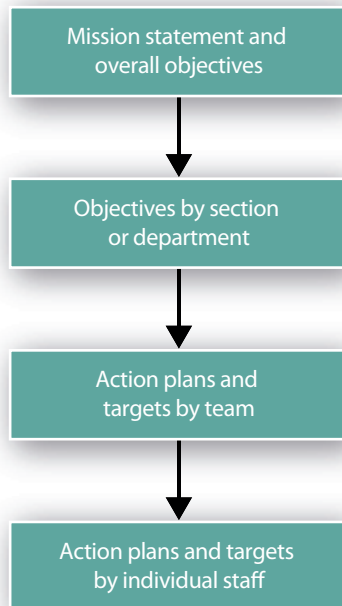 Mission statement and
overall objectives
Objectives by section
or department
Action plans and
targets by team
Action plans and targets
by individual staff